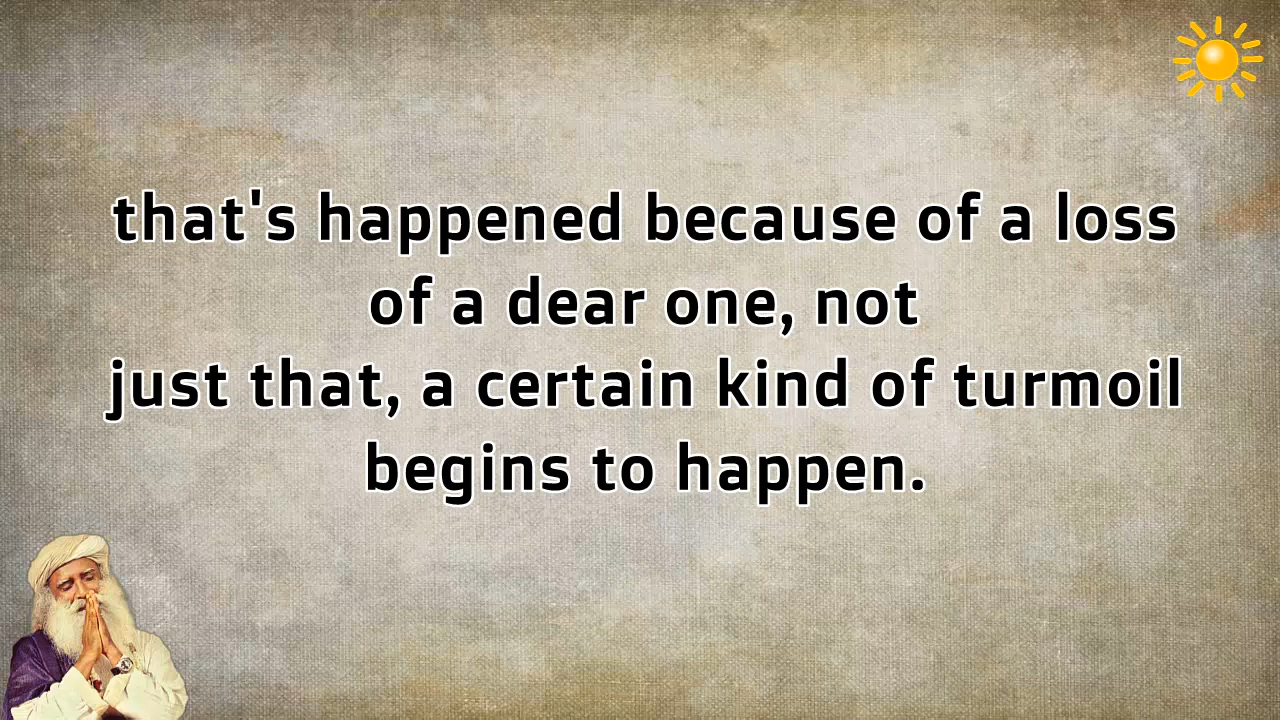 that's happened because of a loss
of a dear one, not
just that, a certain kind of turmoil
begins to happen.